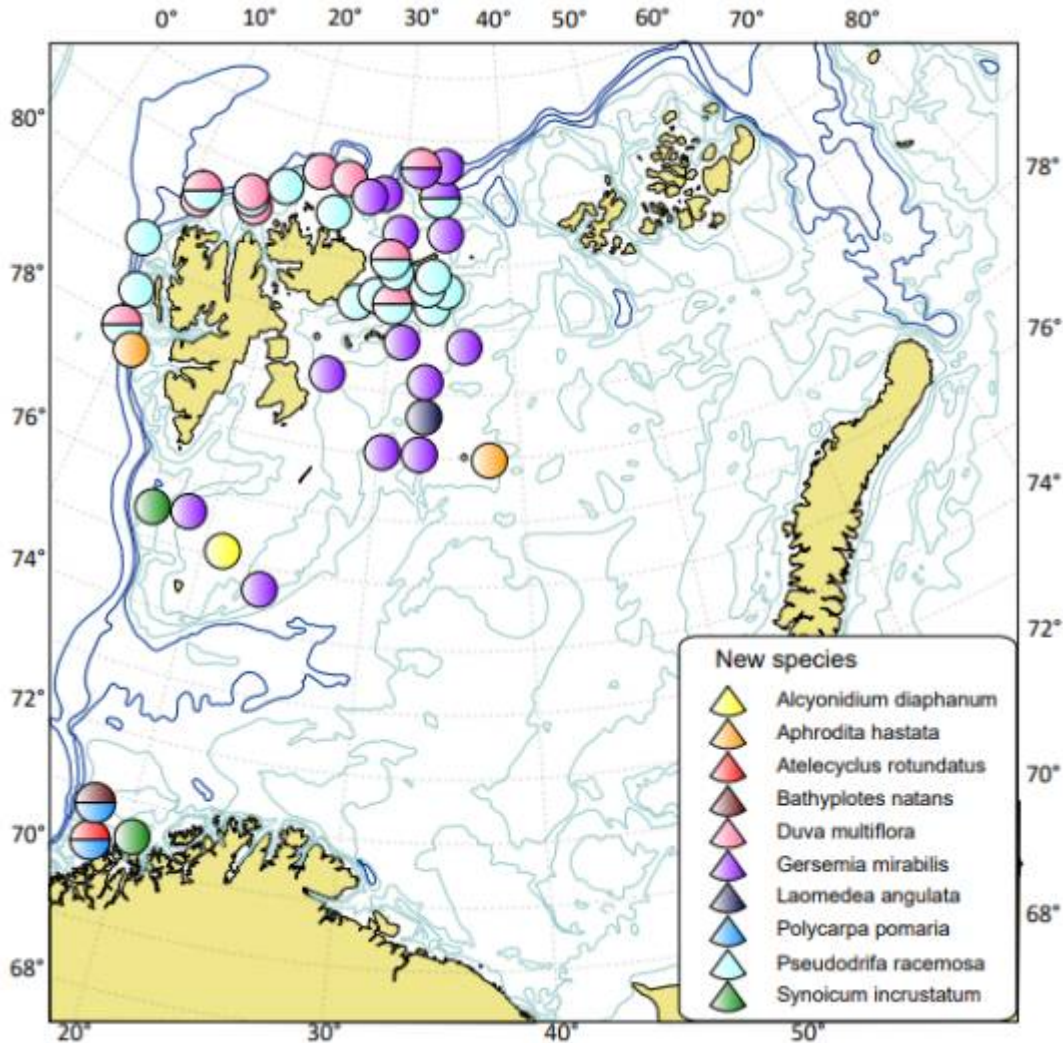 0° 10° 20° 30° 40° 60° 70° 80°
80°
78°
78°
76°
76°
74°
74°
72°
72°
70°
70°
68°
68°
20° 30° 40° 50°
New species
Alcyonidium diaphanum
Aphrodita hastata
Atelecyclus rotundatus
Bathyplotes natans
Duva multiflora
Gersemia mirabilis
Laomedea angulata
Polycarpa pomaria
Pseudodrifa racemosa
Synoicum incrustatum